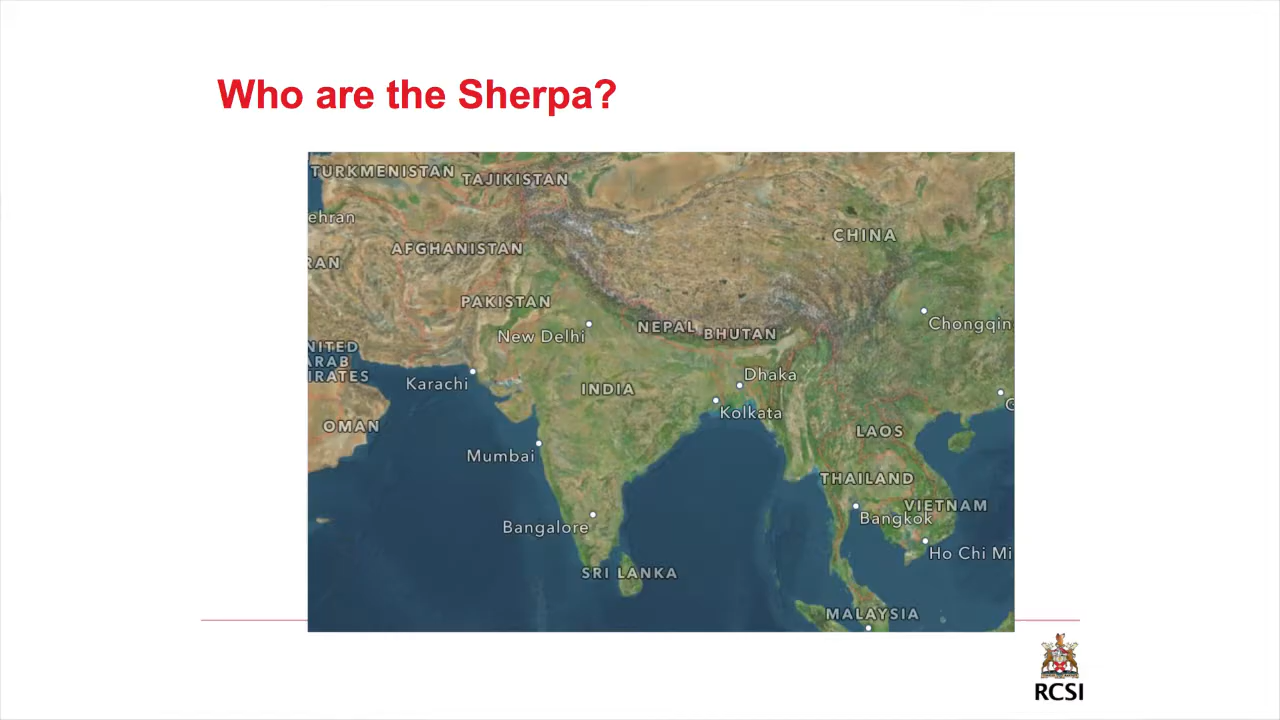 Who are the Sherpa?
TURKMENISTAN
TAJIKISTAN
ehran
CHINA
AFGHANISTAN
RAN
PAKISTAN
Chongqin
NEPAL
BHUTAN
New Delhi
NITED
ARAB
IRATES
Dhaka
Karachi
INDIA
G
Kolkata
OMAN
LAOS
Mumbai
THAILAND
VIETNAM
Bangkok
Bangalore
Ho Chi Mi
SRI LANKA
MALAYSIA
RCSI